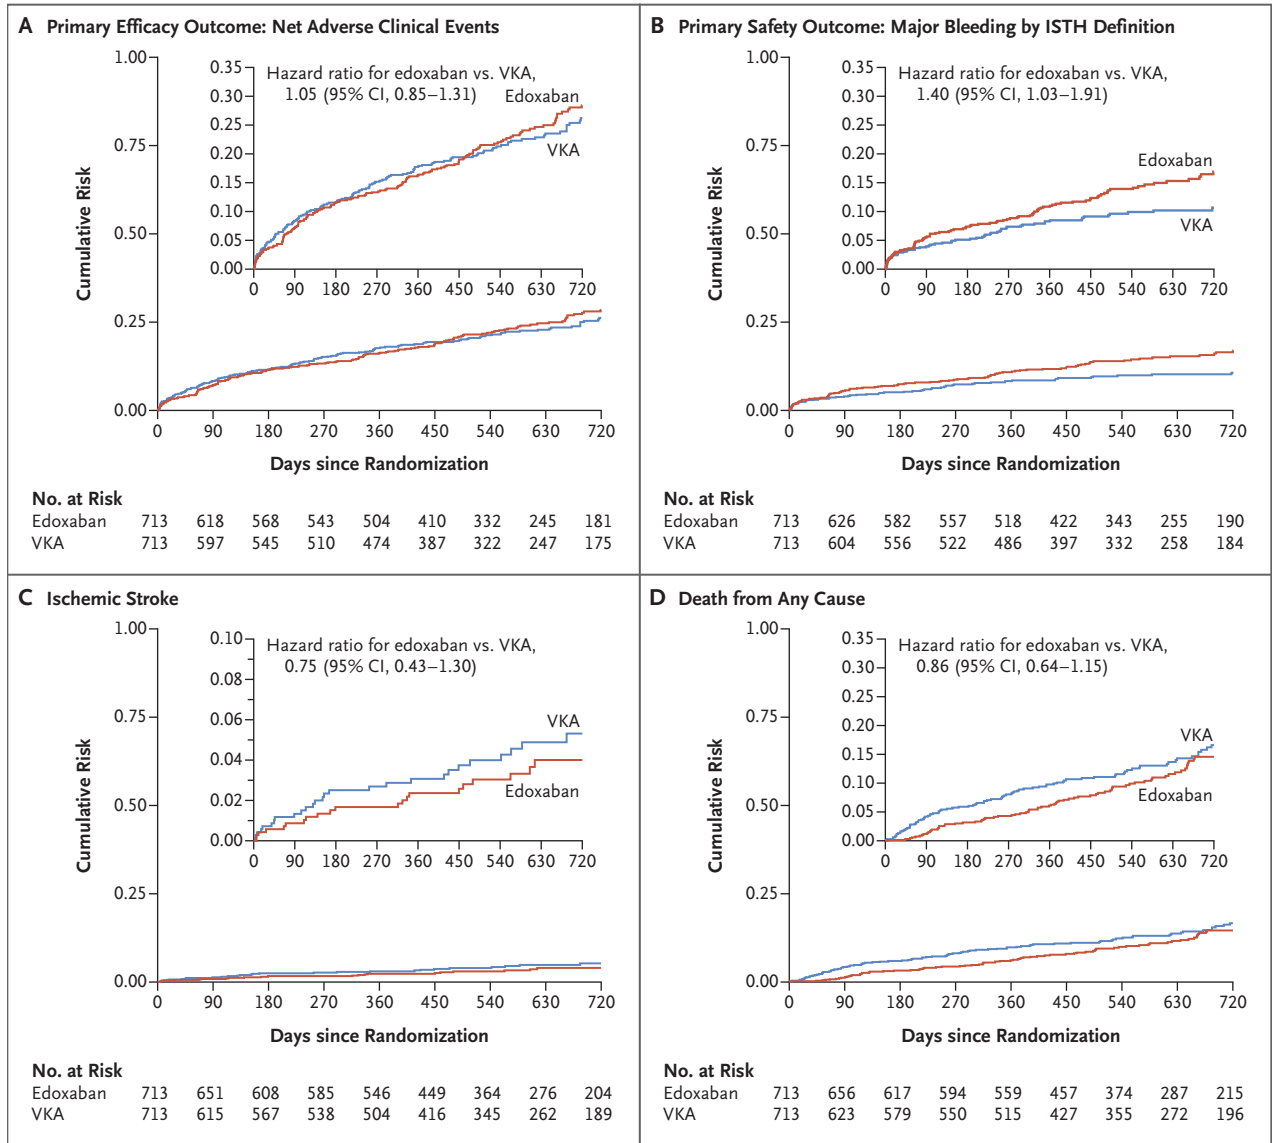 A Primary Efficacy Outcome: Net Adverse Clinical Events
Cumulative Risk
1.00
0.75
0.50
0.25
0.00
0 90 180 270 360 450 540 630 720
Days since Randomization
0.35
0.30
0.25
0.20
0.15
0.10
0.05
0.00
0 90 180 270 360 450 540 630 720
Hazard ratio for edoxaban vs. VKA,
1.05 (95% CI, 0.85–1.31)
Edoxaban
VKA
No. at Risk
Edoxaban 713 618 568 543 504 410 332 245 181
VKA 713 597 545 510 474 387 322 247 175
B Primary Safety Outcome: Major Bleeding by ISTH Definition
Cumulative Risk
1.00
0.75
0.50
0.25
0.00
0 90 180 270 360 450 540 630 720
Days since Randomization
0.35
0.30
0.25
0.20
0.15
0.10
0.05
0.00
0 90 180 270 360 450 540 630 720
Hazard ratio for edoxaban vs. VKA,
1.40 (95% CI, 1.03–1.91)
Edoxaban
VKA
No. at Risk
Edoxaban 713 626 582 557 518 422 343 255 190
VKA 713 604 556 522 486 397 332 258 184
C Ischemic Stroke
Cumulative Risk
1.00
0.75
0.50
0.25
0.00
0 90 180 270 360 450 540 630 720
Days since Randomization
0.10
0.08
0.06
0.04
0.02
0.00
0 90 180 270 360 450 540 630 720
Hazard ratio for edoxaban vs. VKA,
0.75 (95% CI, 0.43–1.30)
VKA
Edoxaban
No. at Risk
Edoxaban 713 651 608 585 546 449 364 276 204
VKA 713 615 567 538 504 416 345 262 189
D Death from Any Cause
Cumulative Risk
1.00
0.75
0.50
0.25
0.00
0 90 180 270 360 450 540 630 720
Days since Randomization
0.35
0.30
0.25
0.20
0.15
0.10
0.05
0.00
0 90 180 270 360 450 540 630 720
Hazard ratio for edoxaban vs. VKA,
0.86 (95% CI, 0.64–1.15)
VKA
Edoxaban
No. at Risk
Edoxaban 713 656 617 594 559 457 374 287 215
VKA 713 623 579 550 515 427 355 272 196